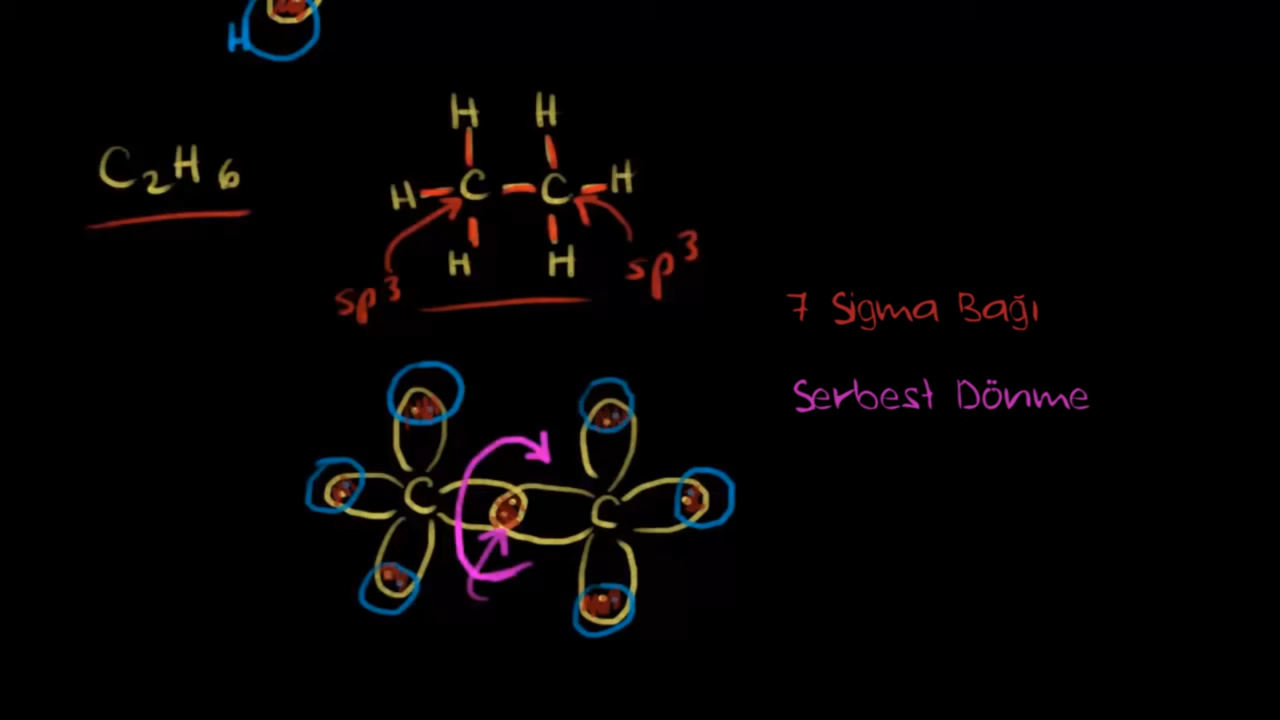 H
H H
C₂H₆
H C C H
H H
sp³ sp³
7 Sigma Bağı
Serbest Dönme
C C